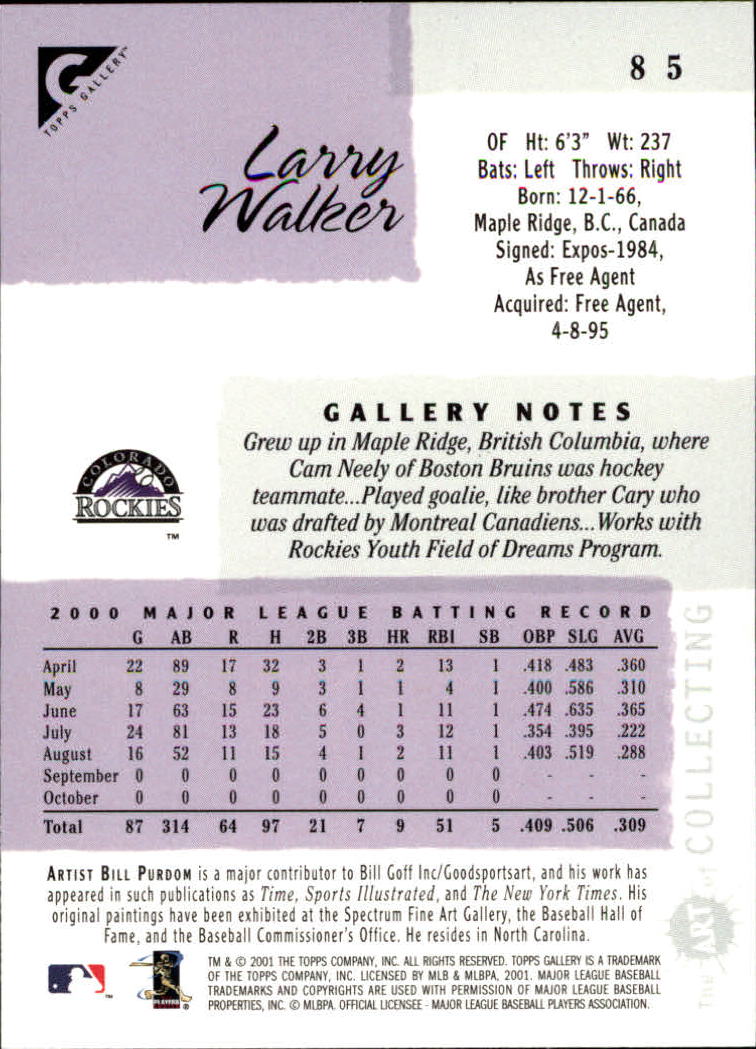 TOPPS GALLERY™
85
Larry
Walker
OF Ht: 6'3" Wt: 237
Bats: Left Throws: Right
Born: 12-1-66,
Maple Ridge, B.C., Canada
Signed: Expos-1984,
As Free Agent
Acquired: Free Agent,
4-8-95
GALLERY NOTES
Grew up in Maple Ridge, British Columbia, where
Cam Neely of Boston Bruins was hockey
teammate...Played goalie, like brother Cary who
was drafted by Montreal Canadiens...Works with
Rockies Youth Field of Dreams Program.
COLORADO
ROCKIES
™
2000 MAJOR LEAGUE BATTING RECORD
G AB R H 2B 3B HR RBI SB OBP SLG AVG
April 22 89 17 32 3 1 2 13 1 .418 .483 .360
May 8 29 8 9 3 1 1 4 1 .400 .586 .310
June 17 63 15 23 6 4 1 11 1 .474 .635 .365
July 24 81 13 18 5 0 3 12 1 .354 .395 .222
August 16 52 11 15 4 1 2 11 1 .403 .519 .288
September 0 0 0 0 0 0 0 0 0 - - -
October 0 0 0 0 0 0 0 0 0 - - -
Total 87 314 64 97 21 7 9 51 5 .409 .506 .309
The ART of COLLECTING
ARTIST BILL PURDOM is a major contributor to Bill Goff Inc/Goodsportsart, and his work has
appeared in such publications as Time, Sports Illustrated, and The New York Times. His
original paintings have been exhibited at the Spectrum Fine Art Gallery, the Baseball Hall of
Fame, and the Baseball Commissioner's Office. He resides in North Carolina.
TM & © 2001 THE TOPPS COMPANY, INC. ALL RIGHTS RESERVED. TOPPS GALLERY IS A TRADEMARK
OF THE TOPPS COMPANY, INC. LICENSED BY MLB & MLBPA, 2001. MAJOR LEAGUE BASEBALL
TRADEMARKS AND COPYRIGHTS ARE USED WITH PERMISSION OF MAJOR LEAGUE BASEBALL
PROPERTIES, INC. © MLBPA. OFFICIAL LICENSEE - MAJOR LEAGUE BASEBALL PLAYERS ASSOCIATION.
™
PLAYERS
®